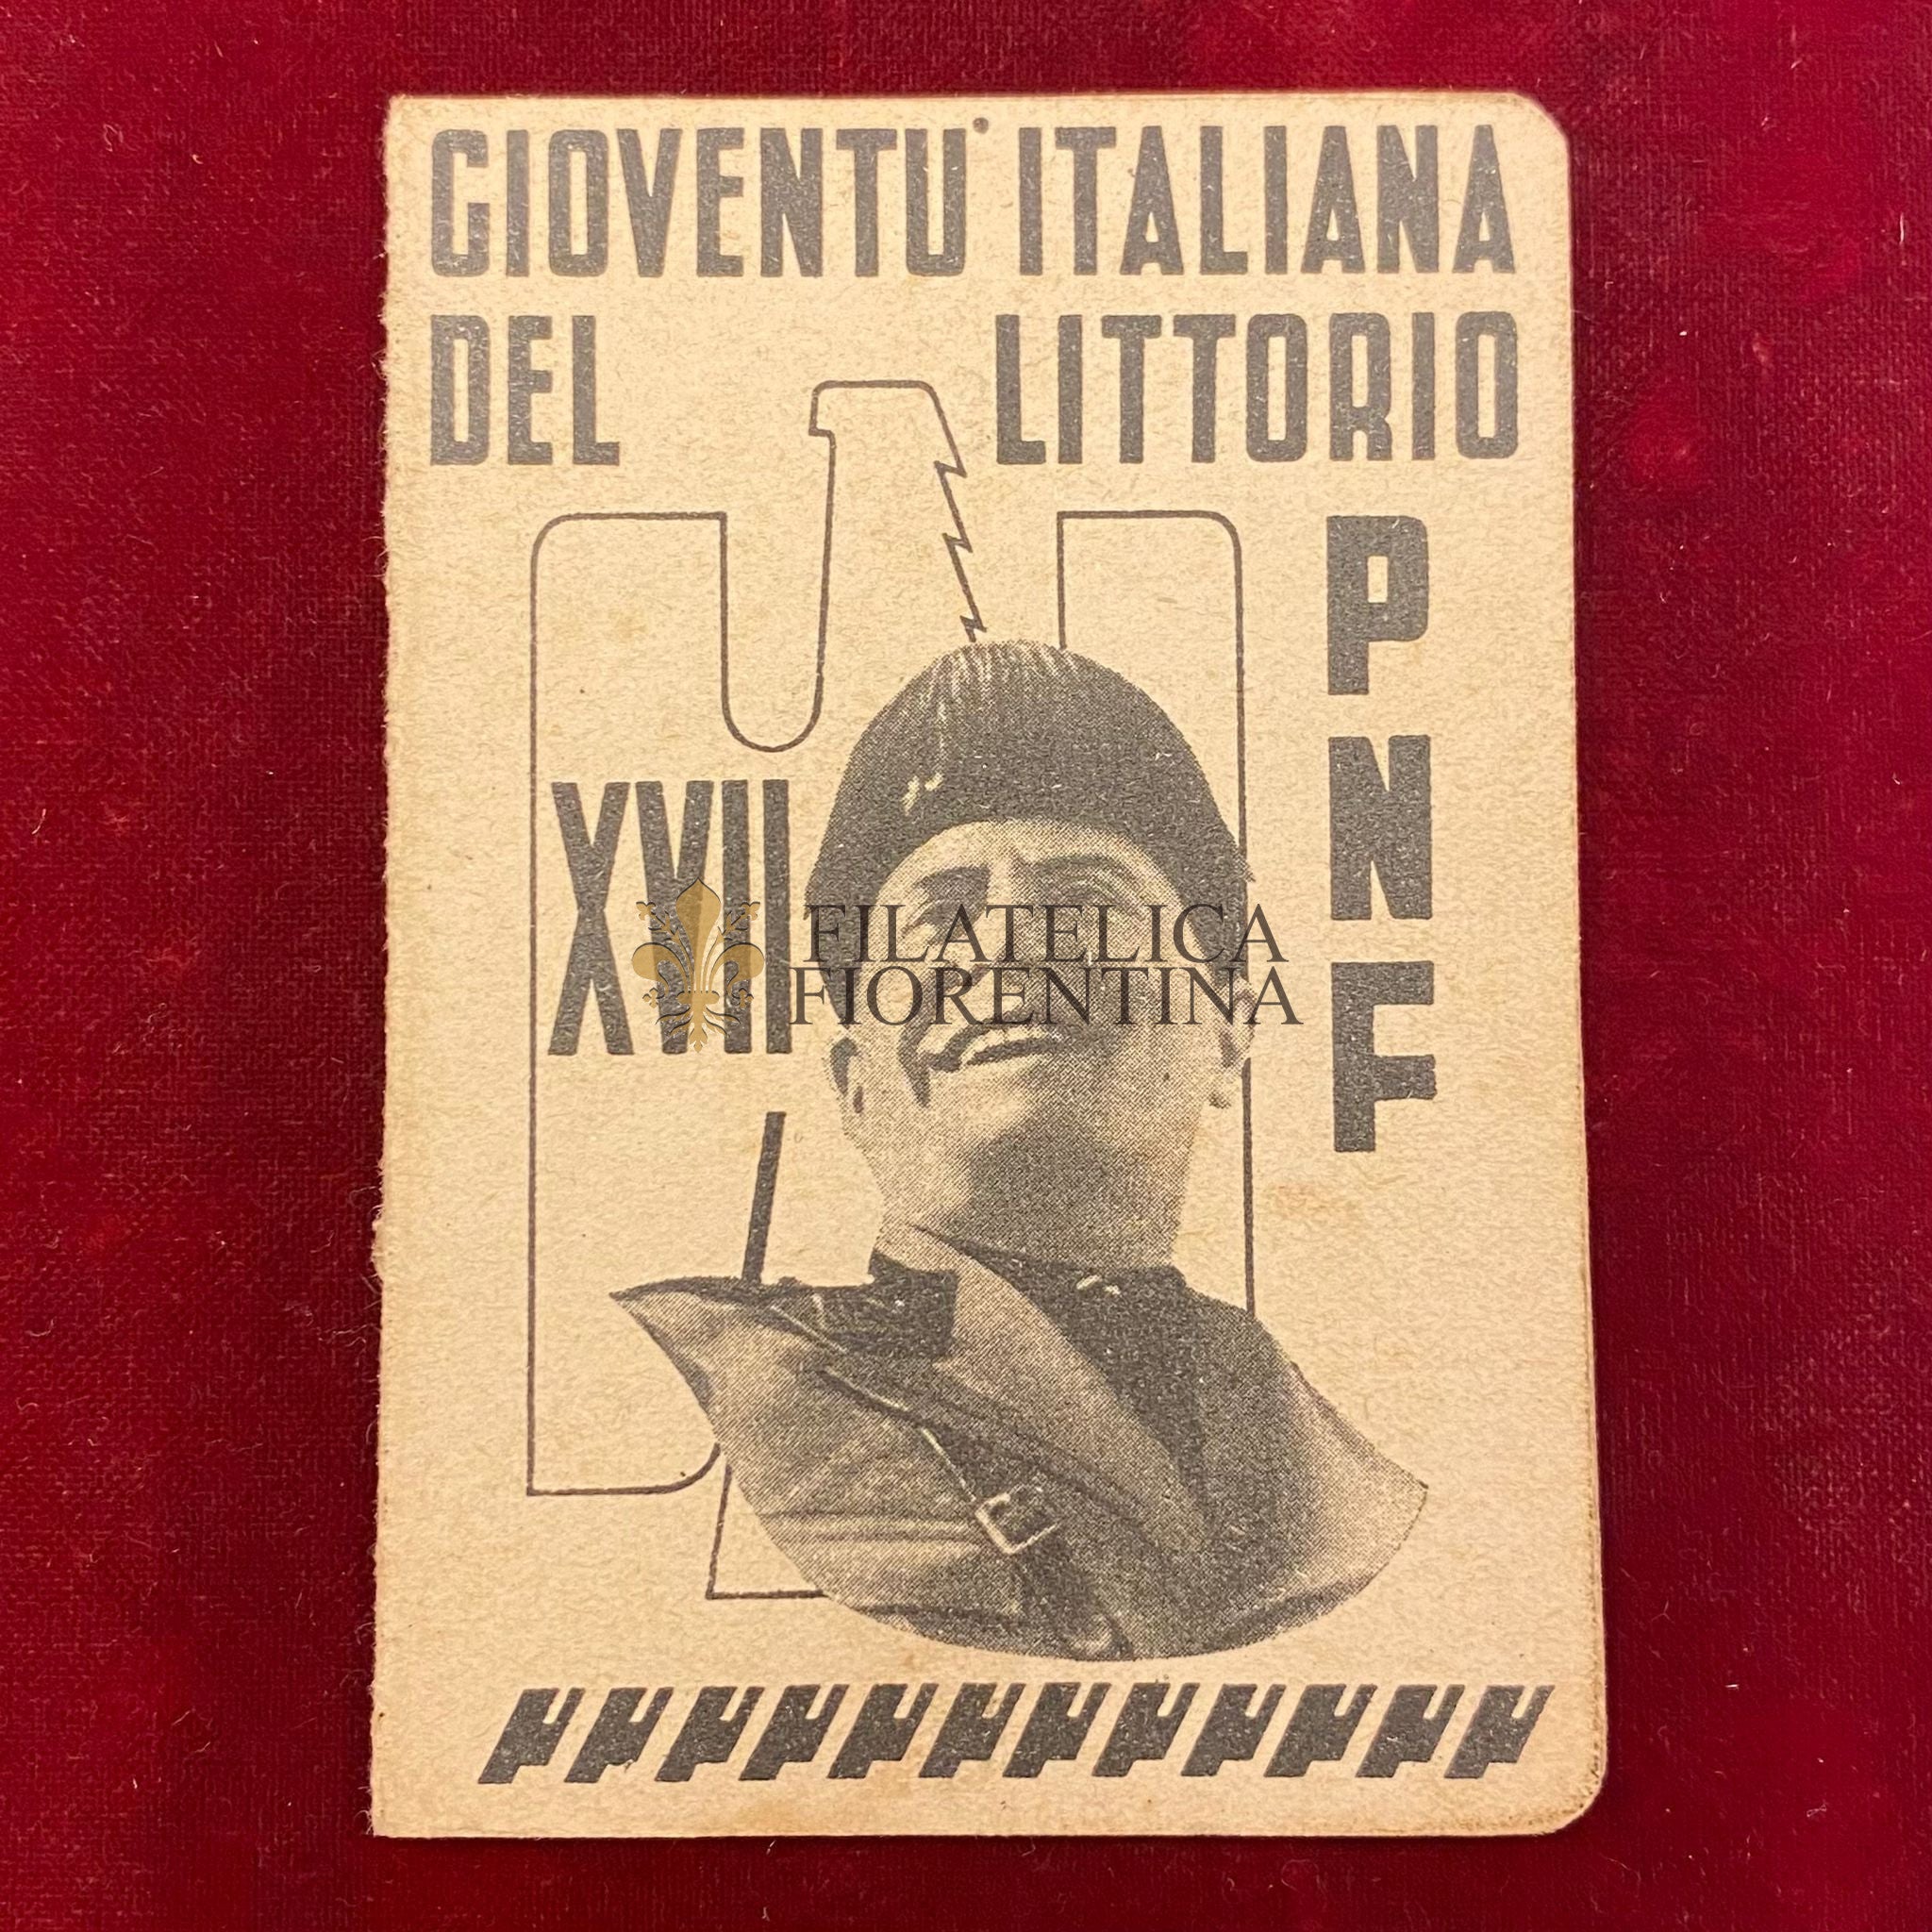 GIOVENTU' ITALIANA
DEL LITTORIO
PNF
XVII
FILATELICA
FIORENTINA